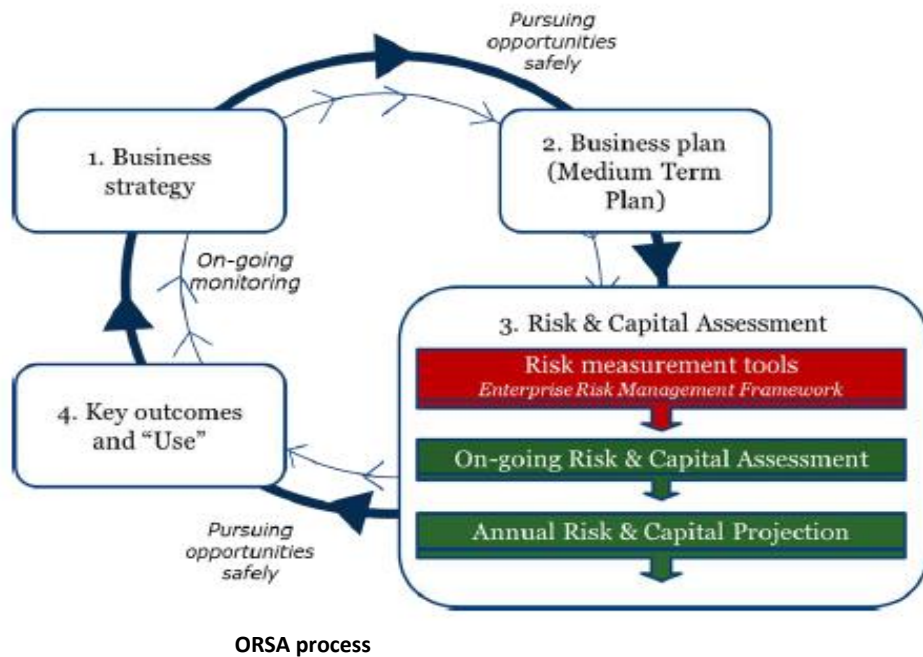 Pursuing
opportunities
safely
1. Business
strategy
2. Business plan
(Medium Term
Plan)
On-going
monitoring
3. Risk & Capital Assessment
Risk measurement tools
Enterprise Risk Management Framework
4. Key outcomes
and “Use”
On-going Risk & Capital Assessment
Annual Risk & Capital Projection
Pursuing
opportunities
safely
ORSA process